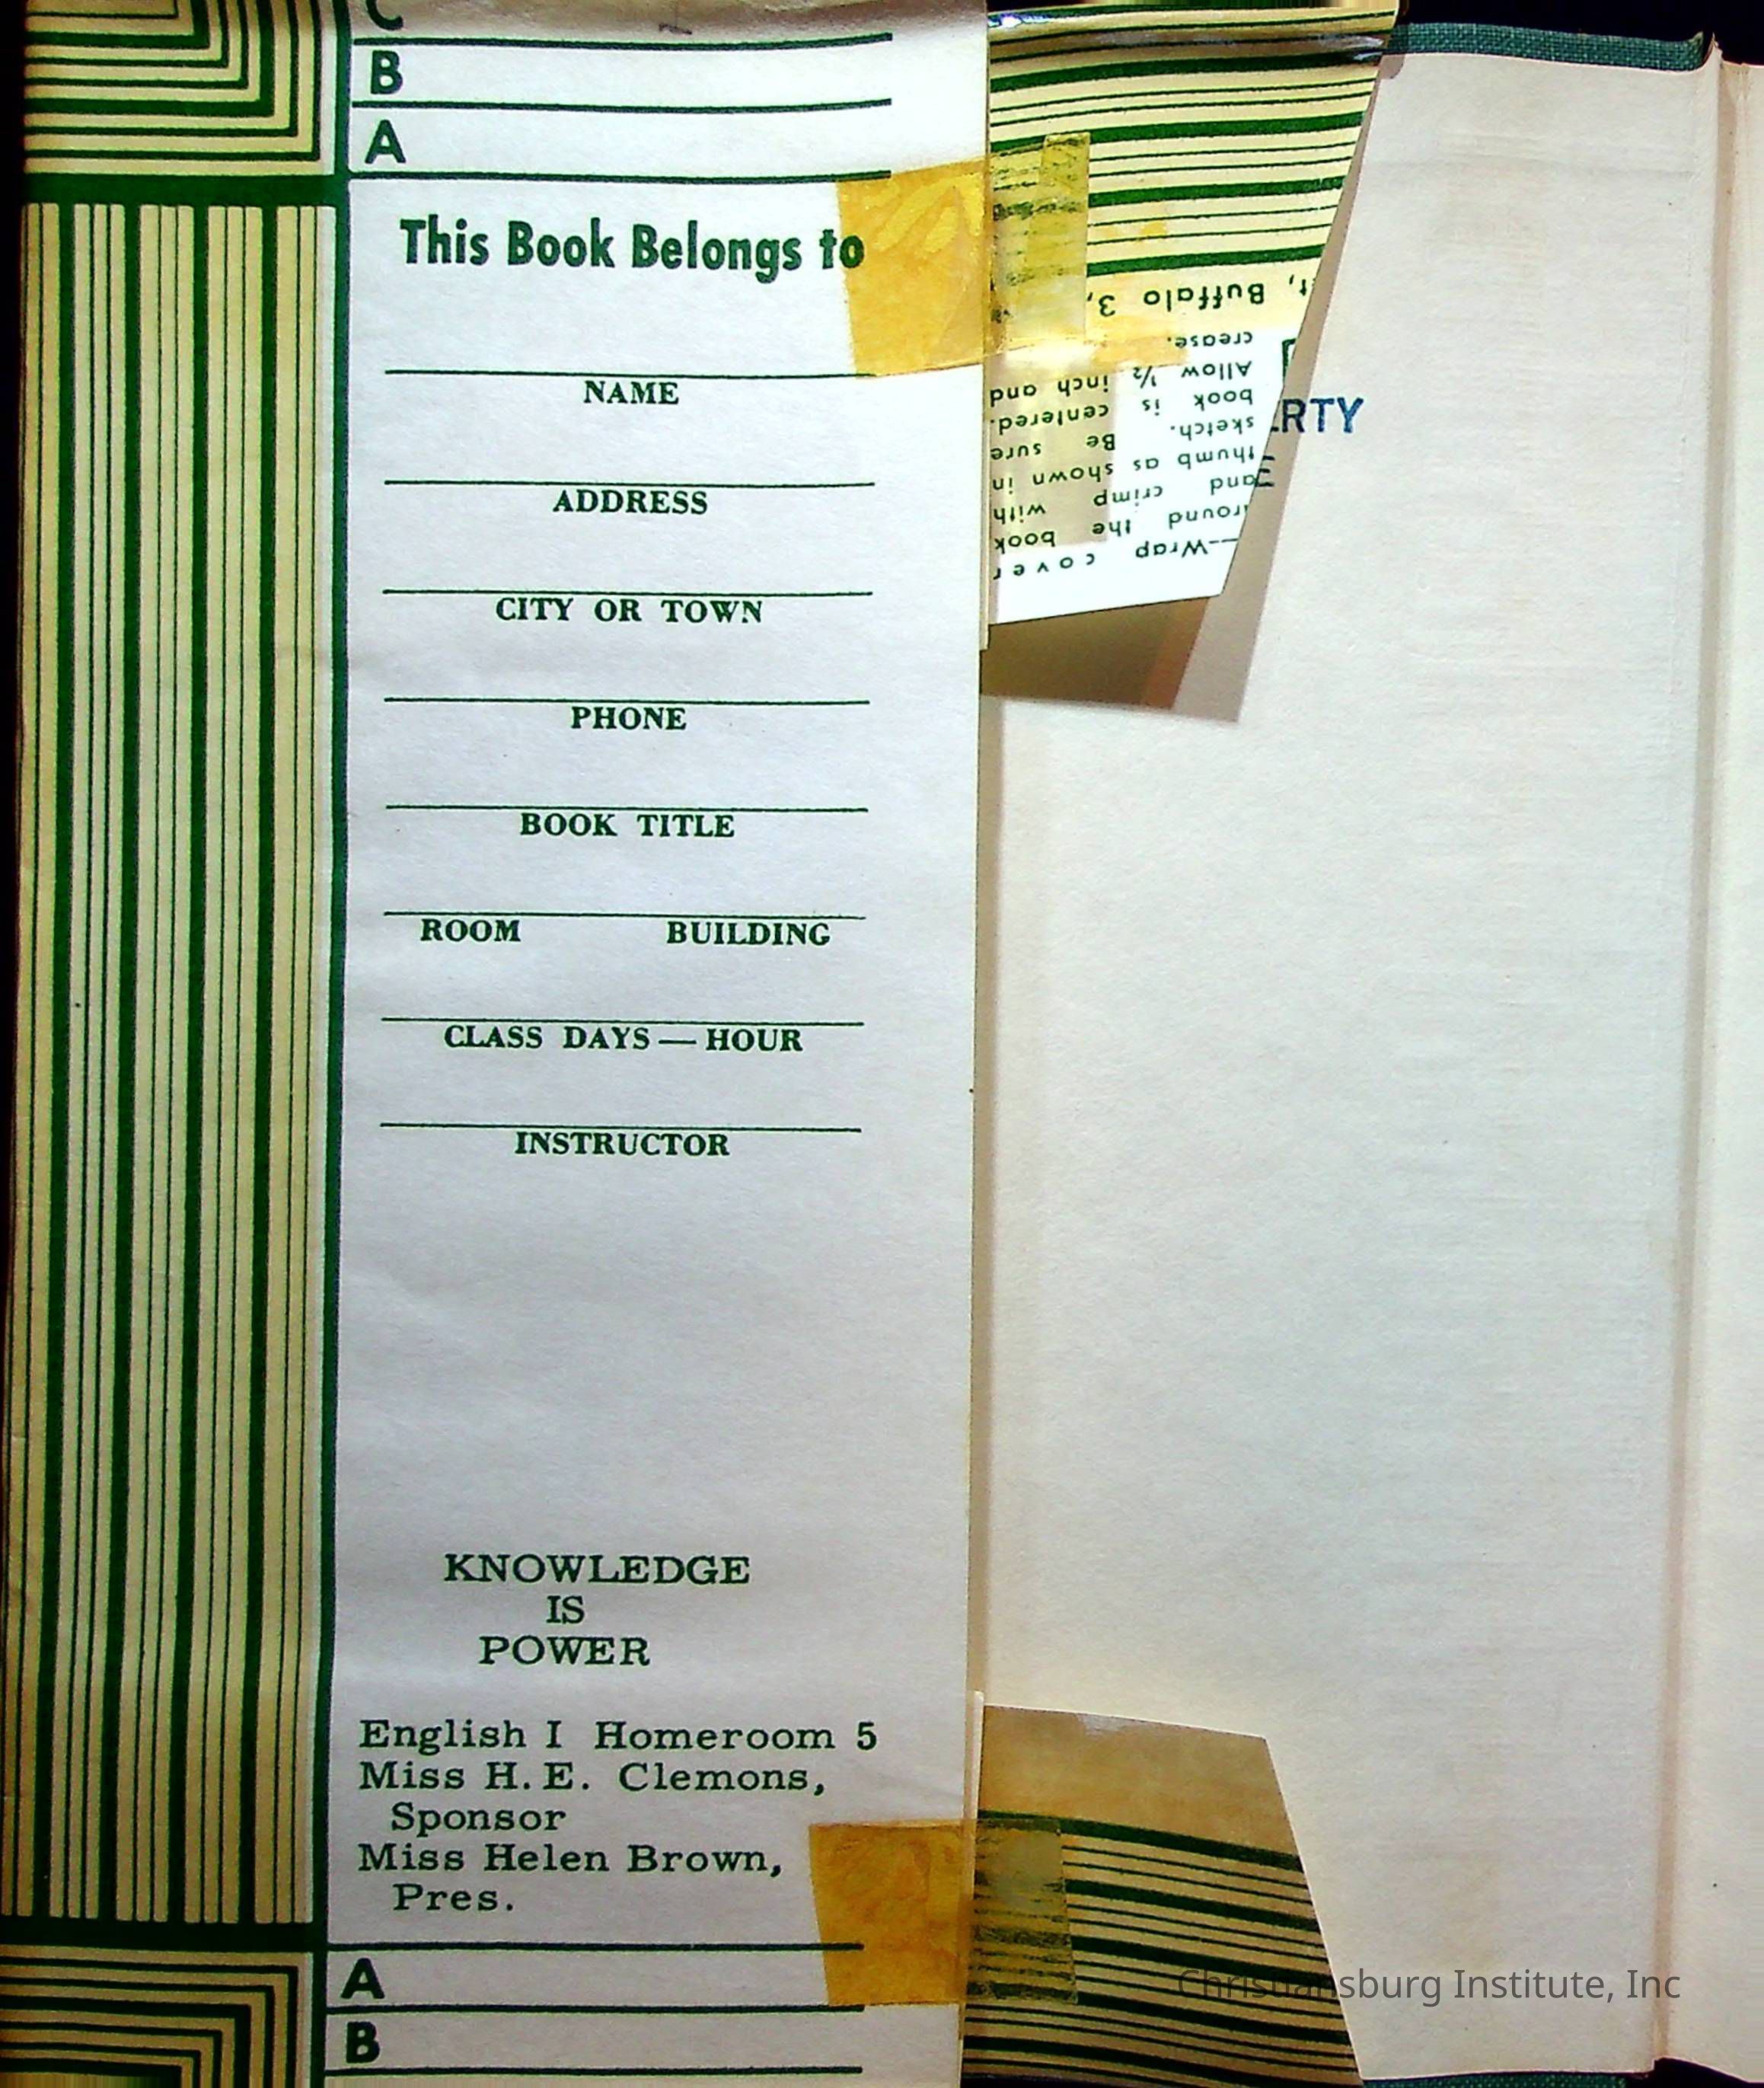 C
B
A
This Book Belongs to
NAME
ADDRESS
CITY OR TOWN
PHONE
BOOK TITLE
ROOM BUILDING
CLASS DAYS — HOUR
INSTRUCTOR
KNOWLEDGE
IS
POWER
English I Homeroom 5
Miss H. E. Clemons,
Sponsor
Miss Helen Brown,
Pres.
A
B
—Wrap cover
around the book
and crimp with
thumb as shown in
sketch. Be sure
book is centered.
Allow ½ inch and
crease.
Buffalo 3,
RTY
Christiansburg Institute, Inc